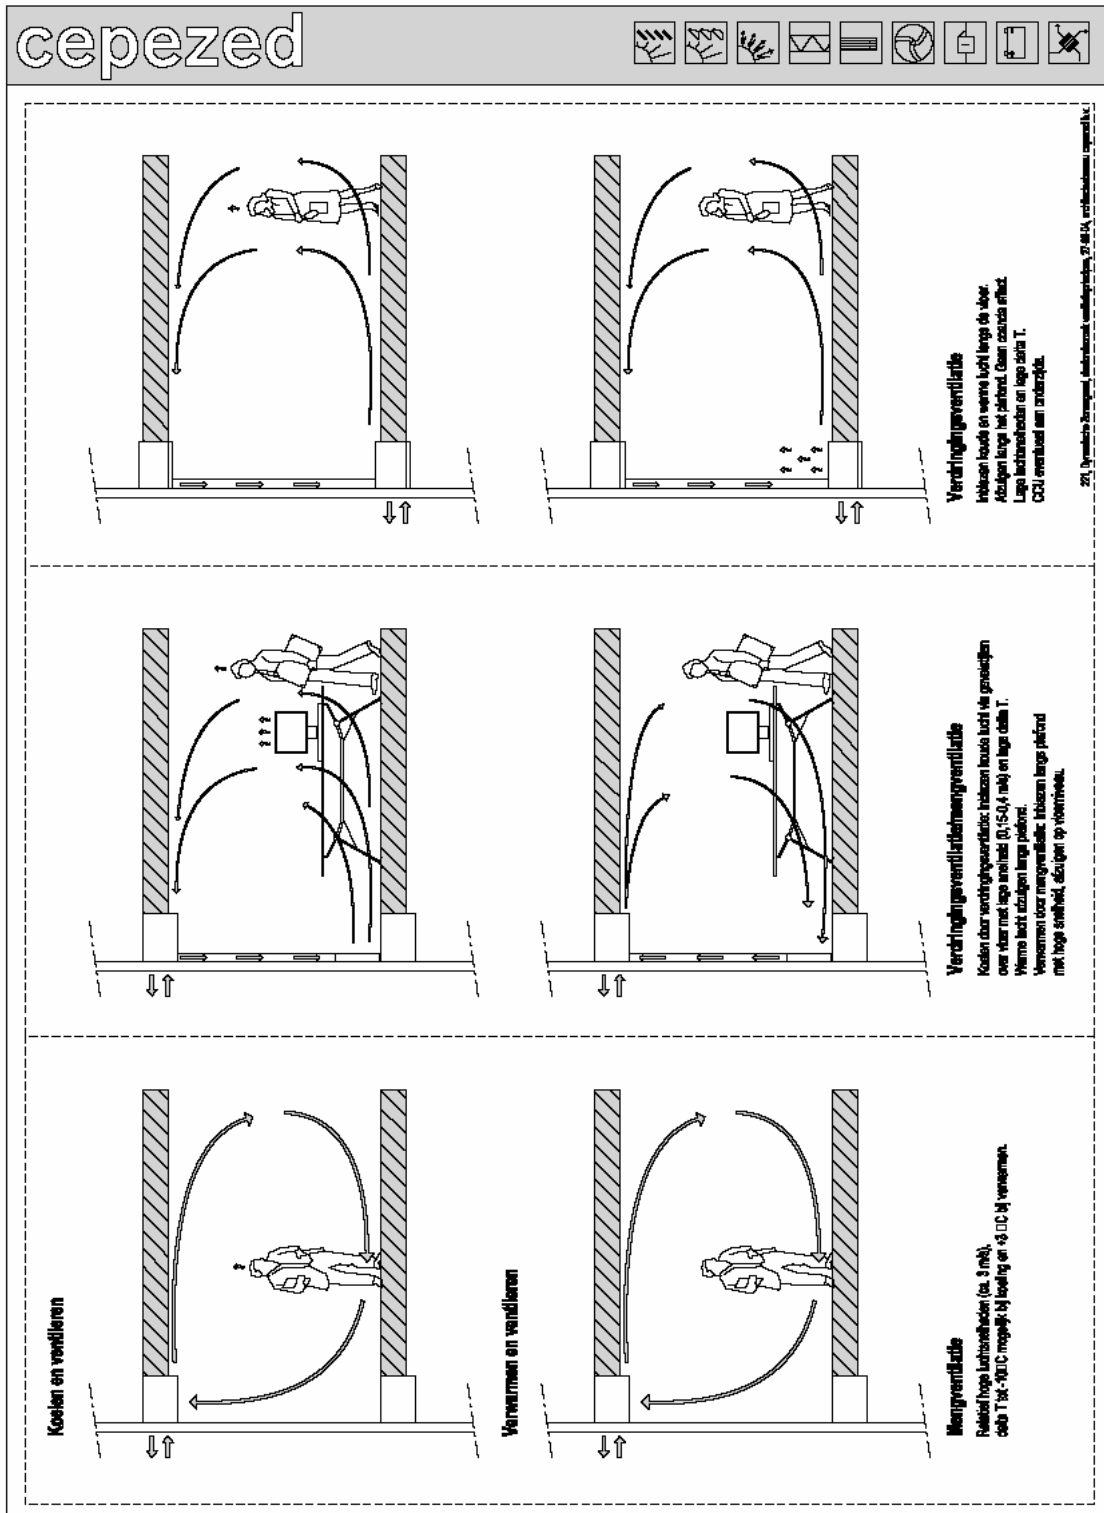 cepezed
Koelen en ventileren
Verwarmen en ventileren
Mengventilatie
Relatief hoge luchtsnelheden (ca. 3 m/s),
delta T tot -10□C mogelijk bij koeling en +3 □C bij verwarmen.
Verdringingsventilatie/mengventilatie
Koelen door verdringingsventilatie: Inblazen koude lucht via
over vloer met lage snelheid (0,15-0,4 m/s) en lage delta T.
Warme lucht afzuigen langs plafond.
Verwarmen door mengventilatie: Inblazen langs plafond
met hoge snelheid, afzuigen op vloerniveau.
Verdringingsventilatie
Inblazen koude en warme lucht langs de vloer.
Afzuigen langs het plafond. Geen coanda effect.
Lage luchtsnelheden en lage delta T.
CCU eventueel aan onderzijde.
221,